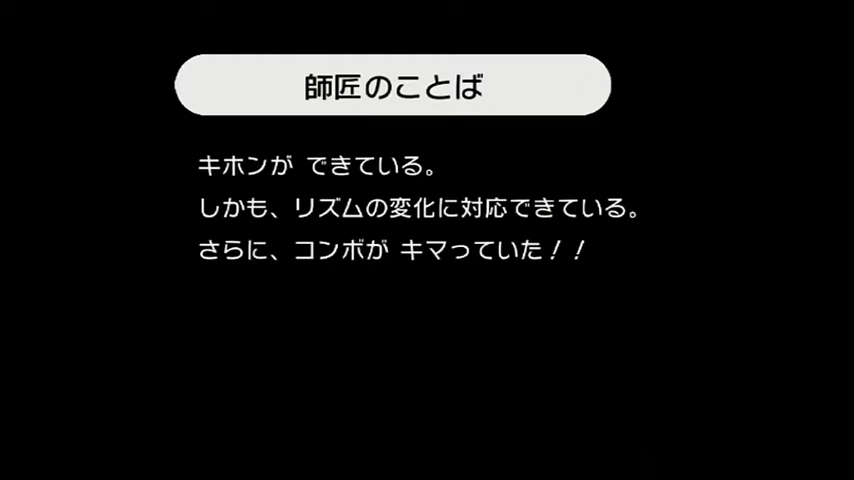 師匠のことば
キホンが できている。
しかも、リズムの変化に対応できている。
さらに、コンボが キマっていた！！